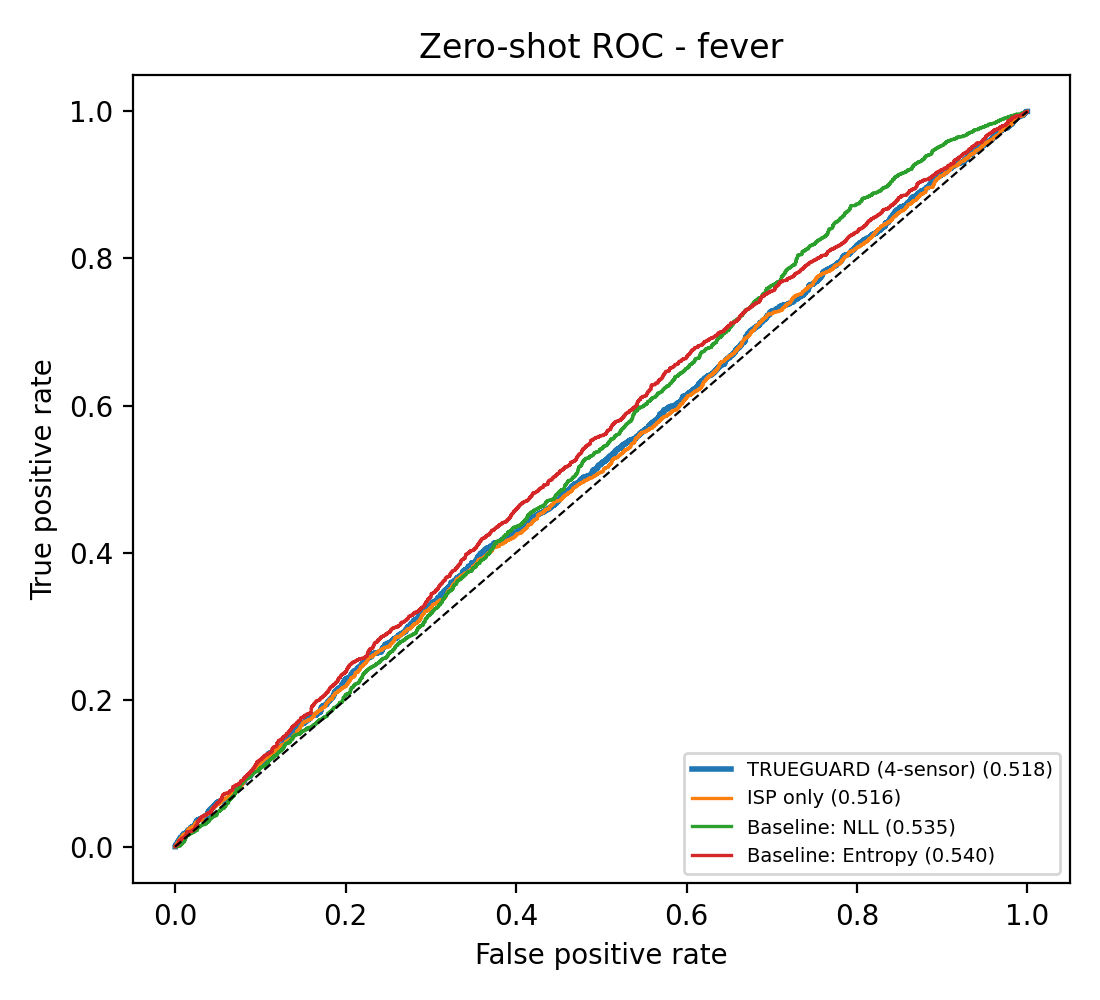 Zero-shot ROC - fever
1.0
0.8
0.6
0.4
0.2
0.0
True positive rate
TRUEGUARD (4-sensor) (0.518)
ISP only (0.516)
Baseline: NLL (0.535)
Baseline: Entropy (0.540)
0.0 0.2 0.4 0.6 0.8 1.0
False positive rate